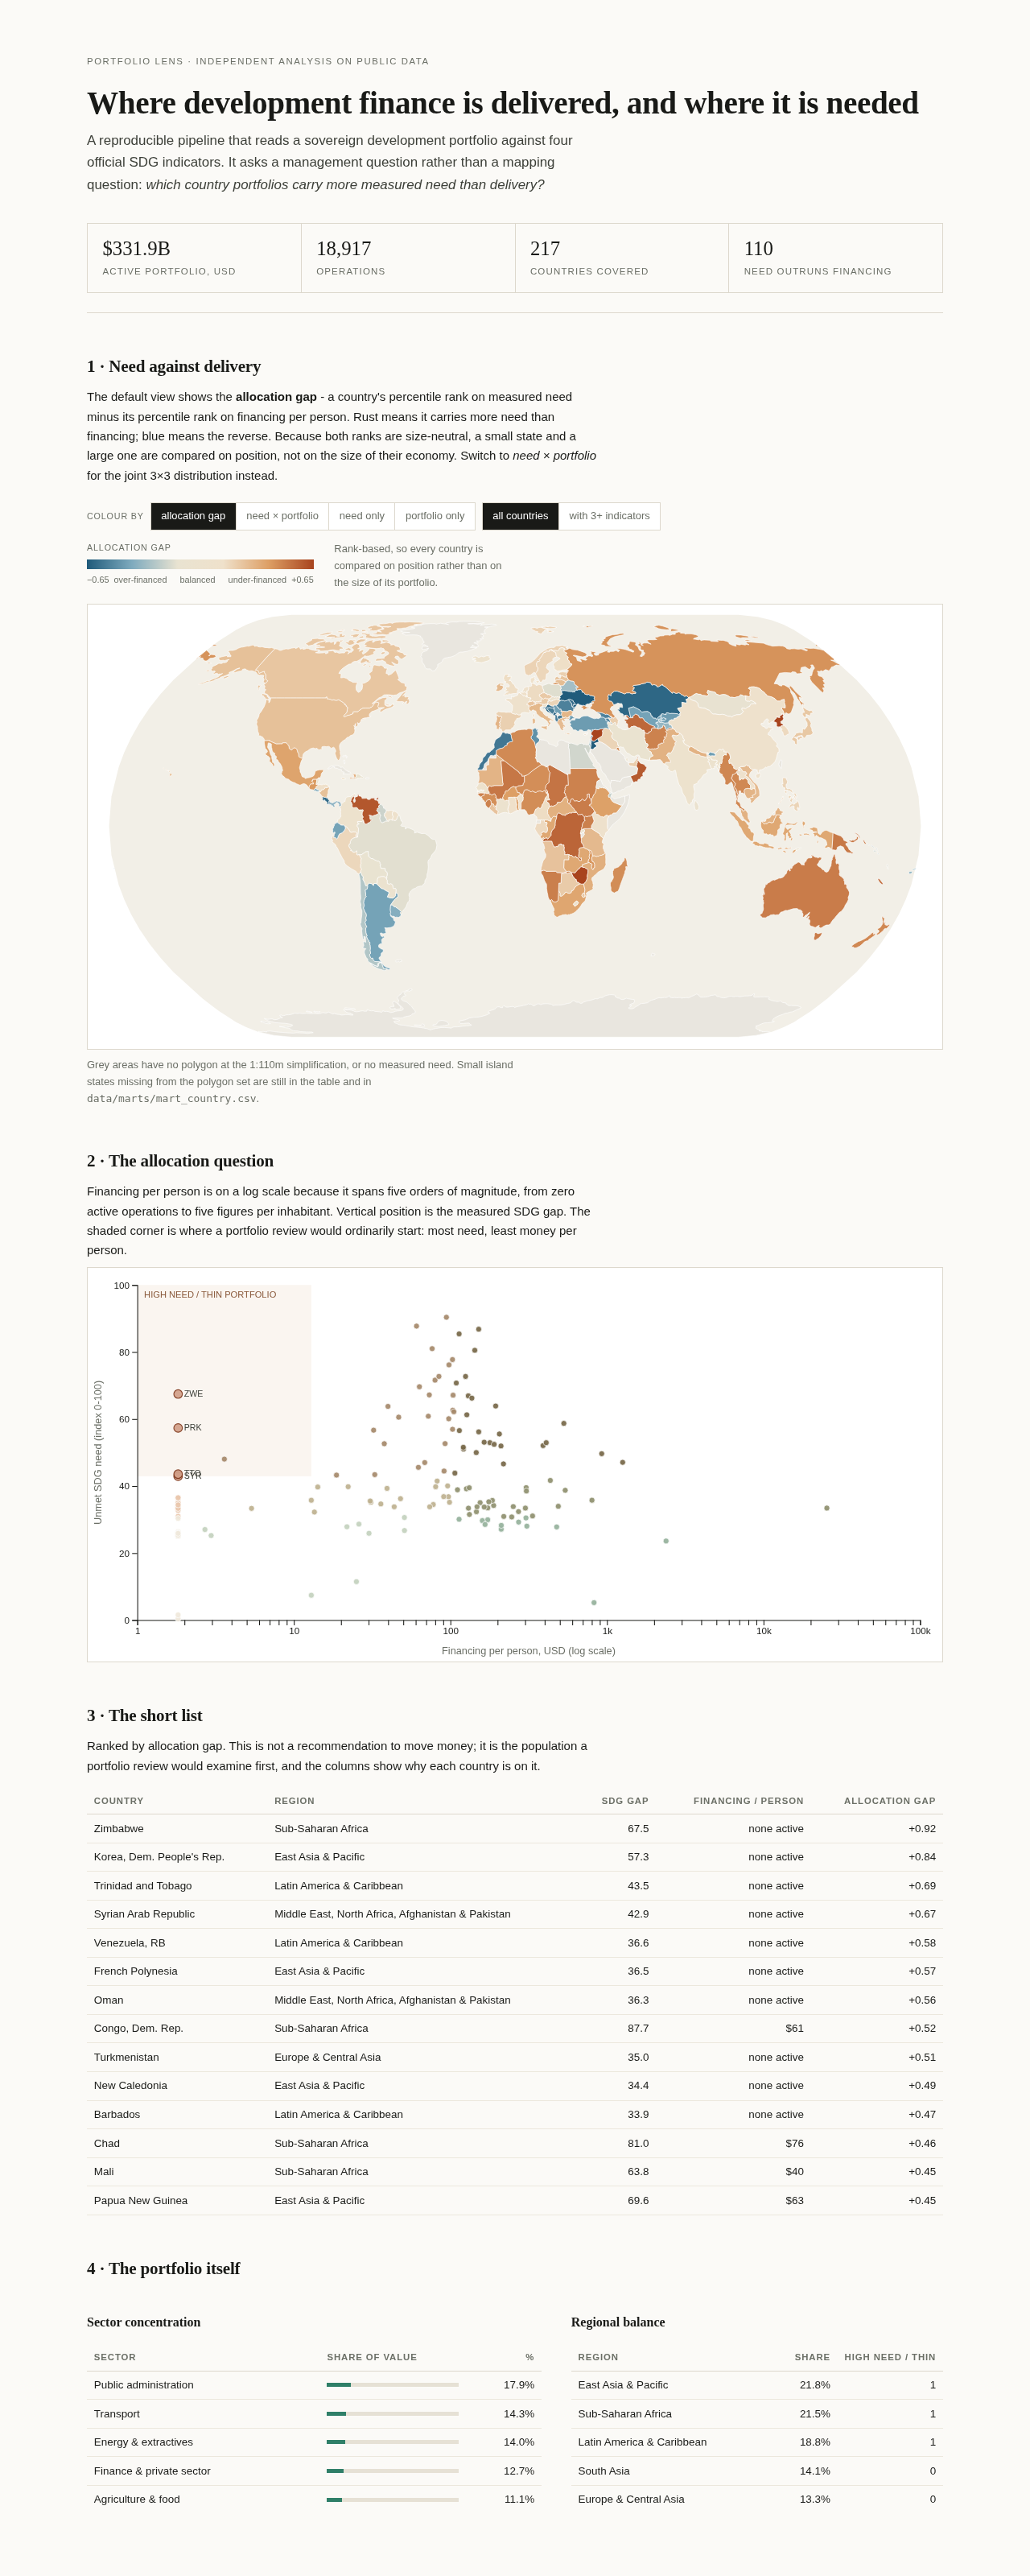 PORTFOLIO LENS · INDEPENDENT ANALYSIS ON PUBLIC DATA
Where development finance is delivered, and where it is needed
A reproducible pipeline that reads a sovereign development portfolio against four
official SDG indicators. It asks a management question rather than a mapping
question: which country portfolios carry more measured need than delivery?
$331.9B
ACTIVE PORTFOLIO, USD
18,917
OPERATIONS
217
COUNTRIES COVERED
110
NEED OUTRUNS FINANCING
1 · Need against delivery
The default view shows the allocation gap - a country's percentile rank on measured need
minus its percentile rank on financing per person. Rust means it carries more need than
financing; blue means the reverse. Because both ranks are size-neutral, a small state and a
large one are compared on position, not on the size of their economy. Switch to need × portfolio
for the joint 3×3 distribution instead.
COLOUR BY allocation gap need × portfolio need only portfolio only all countries with 3+ indicators
ALLOCATION GAP
−0.65 over-financed balanced under-financed +0.65
Rank-based, so every country is
compared on position rather than on
the size of its portfolio.
Grey areas have no polygon at the 1:110m simplification, or no measured need. Small island
states missing from the polygon set are still in the table and in
data/marts/mart_country.csv.
2 · The allocation question
Financing per person is on a log scale because it spans five orders of magnitude, from zero
active operations to five figures per inhabitant. Vertical position is the measured SDG gap. The
shaded corner is where a portfolio review would ordinarily start: most need, least money per
person.
HIGH NEED / THIN PORTFOLIO
Unmet SDG need (index 0-100)
100
80
60
40
20
0
ZWE
PRK
TTO
SYR
1 10 100 1k 10k 100k
Financing per person, USD (log scale)
3 · The short list
Ranked by allocation gap. This is not a recommendation to move money; it is the population a
portfolio review would examine first, and the columns show why each country is on it.
COUNTRY REGION SDG GAP FINANCING / PERSON ALLOCATION GAP
Zimbabwe Sub-Saharan Africa 67.5 none active +0.92
Korea, Dem. People's Rep. East Asia & Pacific 57.3 none active +0.84
Trinidad and Tobago Latin America & Caribbean 43.5 none active +0.69
Syrian Arab Republic Middle East, North Africa, Afghanistan & Pakistan 42.9 none active +0.67
Venezuela, RB Latin America & Caribbean 36.6 none active +0.58
French Polynesia East Asia & Pacific 36.5 none active +0.57
Oman Middle East, North Africa, Afghanistan & Pakistan 36.3 none active +0.56
Congo, Dem. Rep. Sub-Saharan Africa 87.7 $61 +0.52
Turkmenistan Europe & Central Asia 35.0 none active +0.51
New Caledonia East Asia & Pacific 34.4 none active +0.49
Barbados Latin America & Caribbean 33.9 none active +0.47
Chad Sub-Saharan Africa 81.0 $76 +0.46
Mali Sub-Saharan Africa 63.8 $40 +0.45
Papua New Guinea East Asia & Pacific 69.6 $63 +0.45
4 · The portfolio itself
Sector concentration
SECTOR SHARE OF VALUE %
Public administration 17.9%
Transport 14.3%
Energy & extractives 14.0%
Finance & private sector 12.7%
Agriculture & food 11.1%
Regional balance
REGION SHARE HIGH NEED / THIN
East Asia & Pacific 21.8% 1
Sub-Saharan Africa 21.5% 1
Latin America & Caribbean 18.8% 1
South Asia 14.1% 0
Europe & Central Asia 13.3% 0